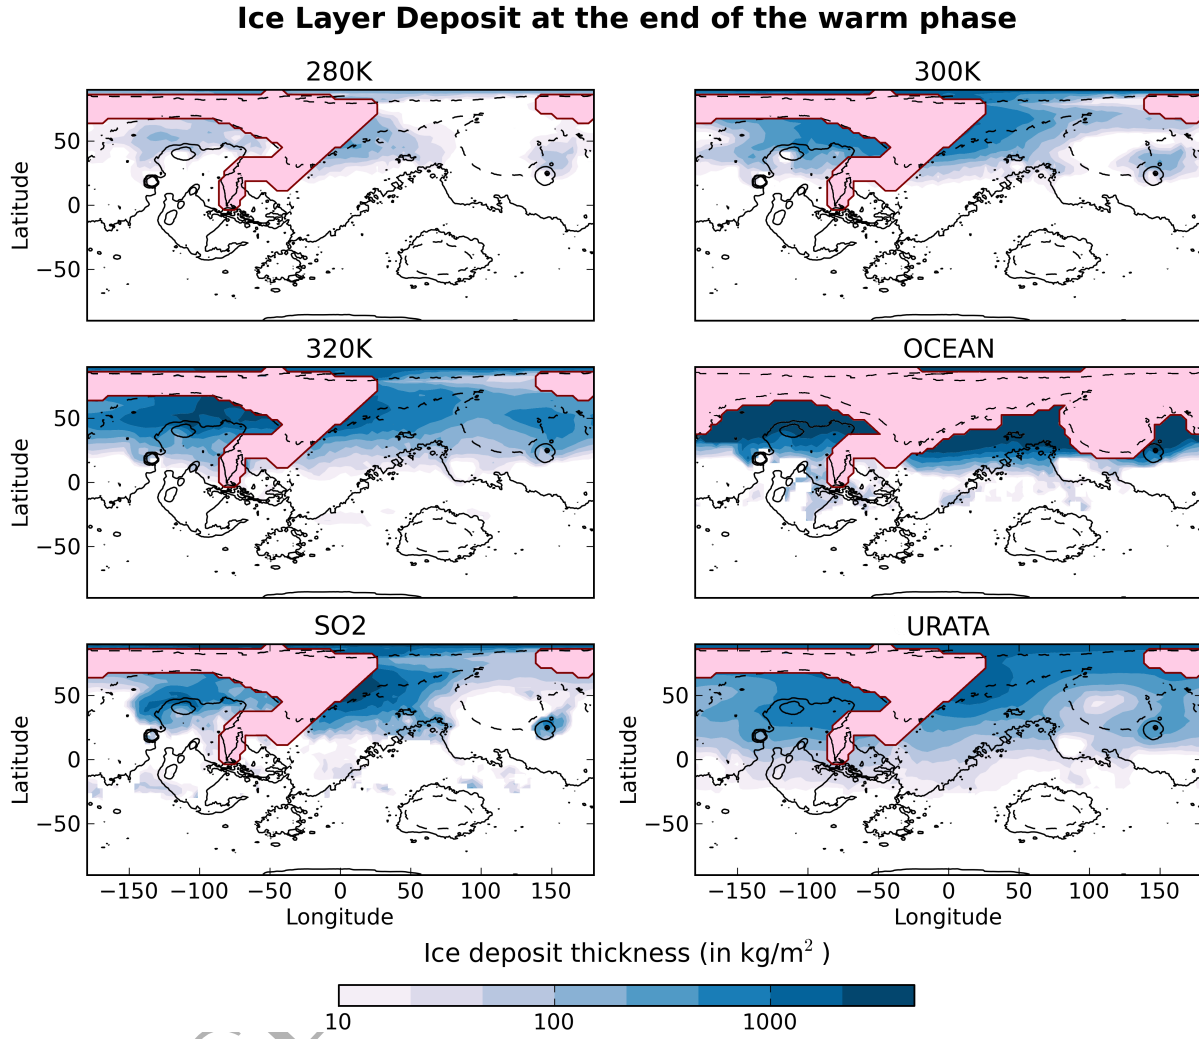 Ice Layer Deposit at the end of the warm phase
280K
300K
50
0
−50
Latitude
320K
OCEAN
50
0
−50
Latitude
SO2
URATA
50
0
−50
Latitude
50
0
−50
Latitude
−150 −100 −50 0 50 100 150
−150 −100 −50 0 50 100 150
Longitude
Longitude
Ice deposit thickness (in kg/m² )
10 100 1000